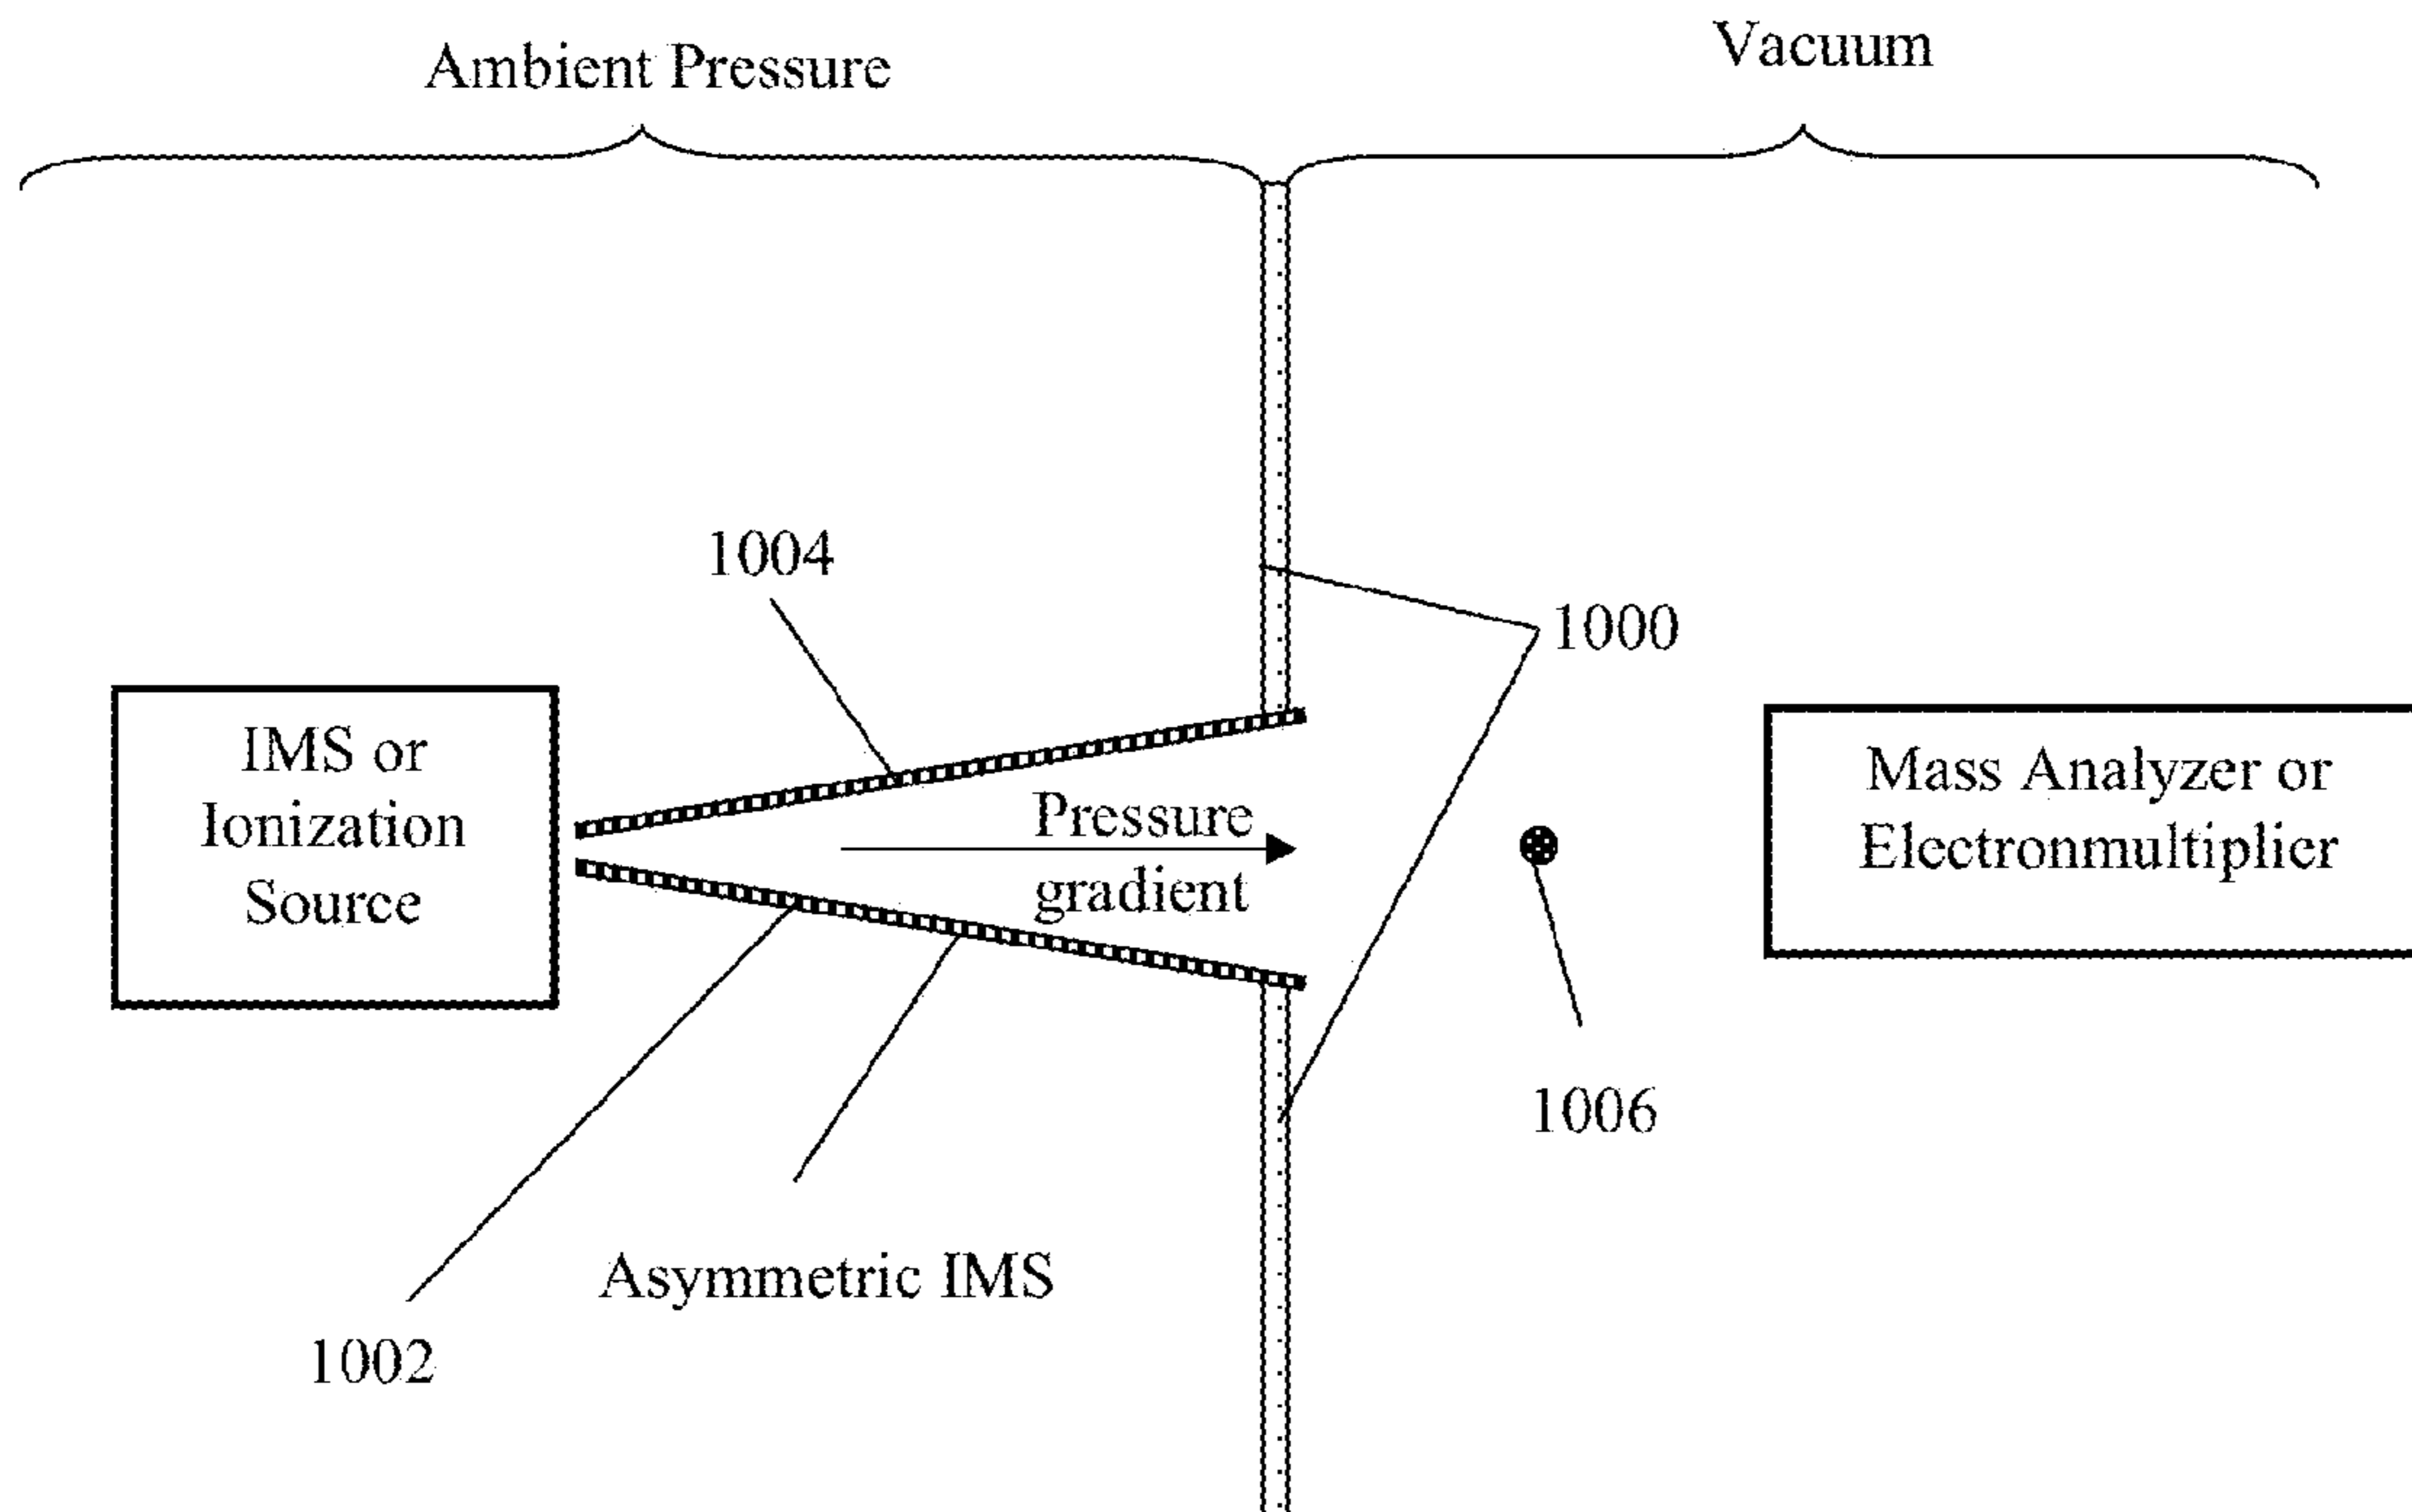 Ambient Pressure
Vacuum
1004
1000
IMS or
Ionization
Source
Pressure
gradient
Mass Analyzer or
Electronmultiplier
1006
Asymmetric IMS
1002